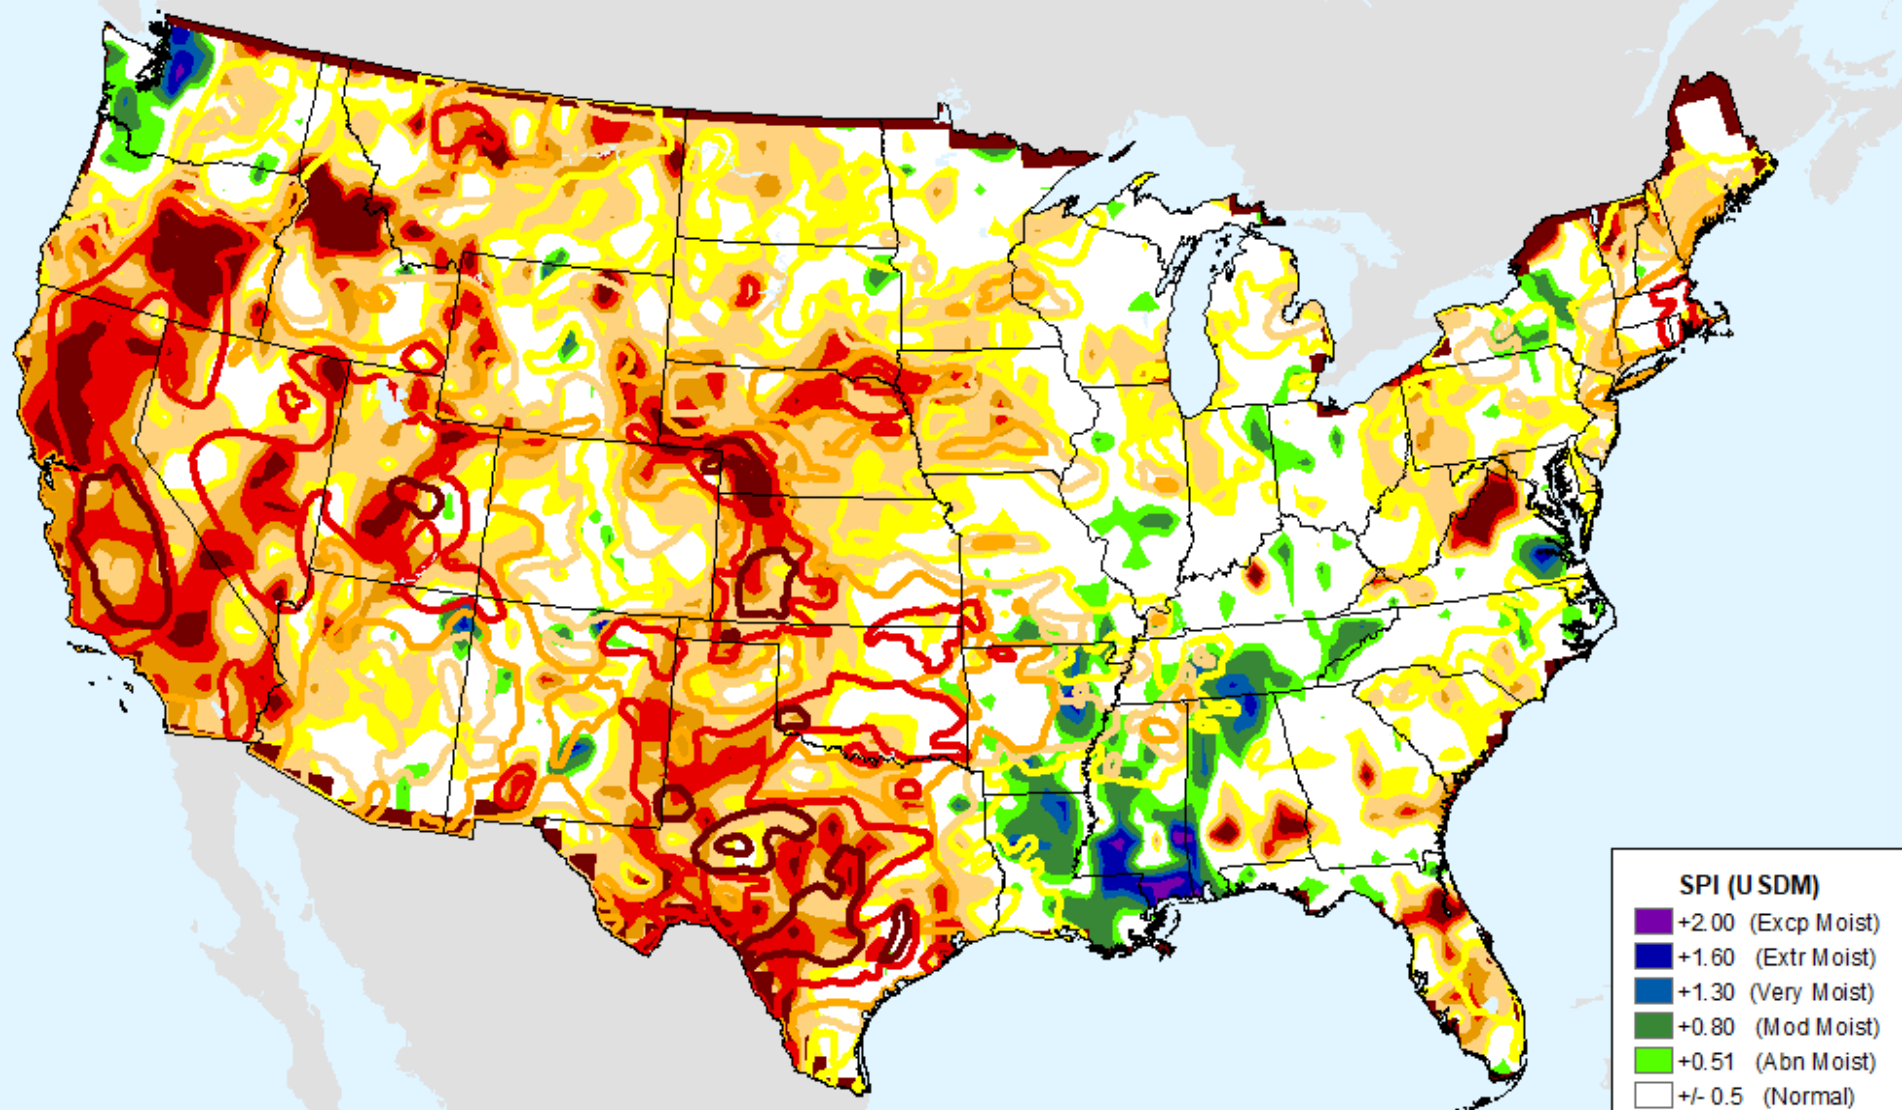 SPI (USDM)
+2.00 (Excp Moist)
+1.60 (Extr Moist)
+1.30 (Very Moist)
+0.80 (Mod Moist)
+0.51 (Abn Moist)
+/- 0.5 (Normal)